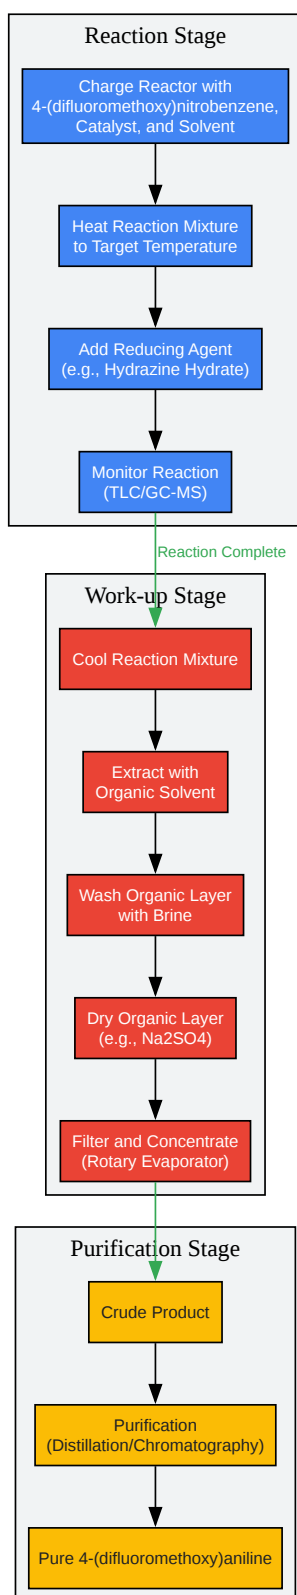 Reaction Stage
Charge Reactor with
4-(difluoromethoxy)nitrobenzene,
Catalyst, and Solvent
Heat Reaction Mixture
to Target Temperature
Add Reducing Agent
(e.g., Hydrazine Hydrate)
Monitor Reaction
(TLC/GC-MS)
Reaction Complete
Work-up Stage
Cool Reaction Mixture
Extract with
Organic Solvent
Wash Organic Layer
with Brine
Dry Organic Layer
(e.g., Na2SO4)
Filter and Concentrate
(Rotary Evaporator)
Purification Stage
Crude Product
Purification
(Distillation/Chromatography)
Pure 4-(difluoromethoxy)aniline